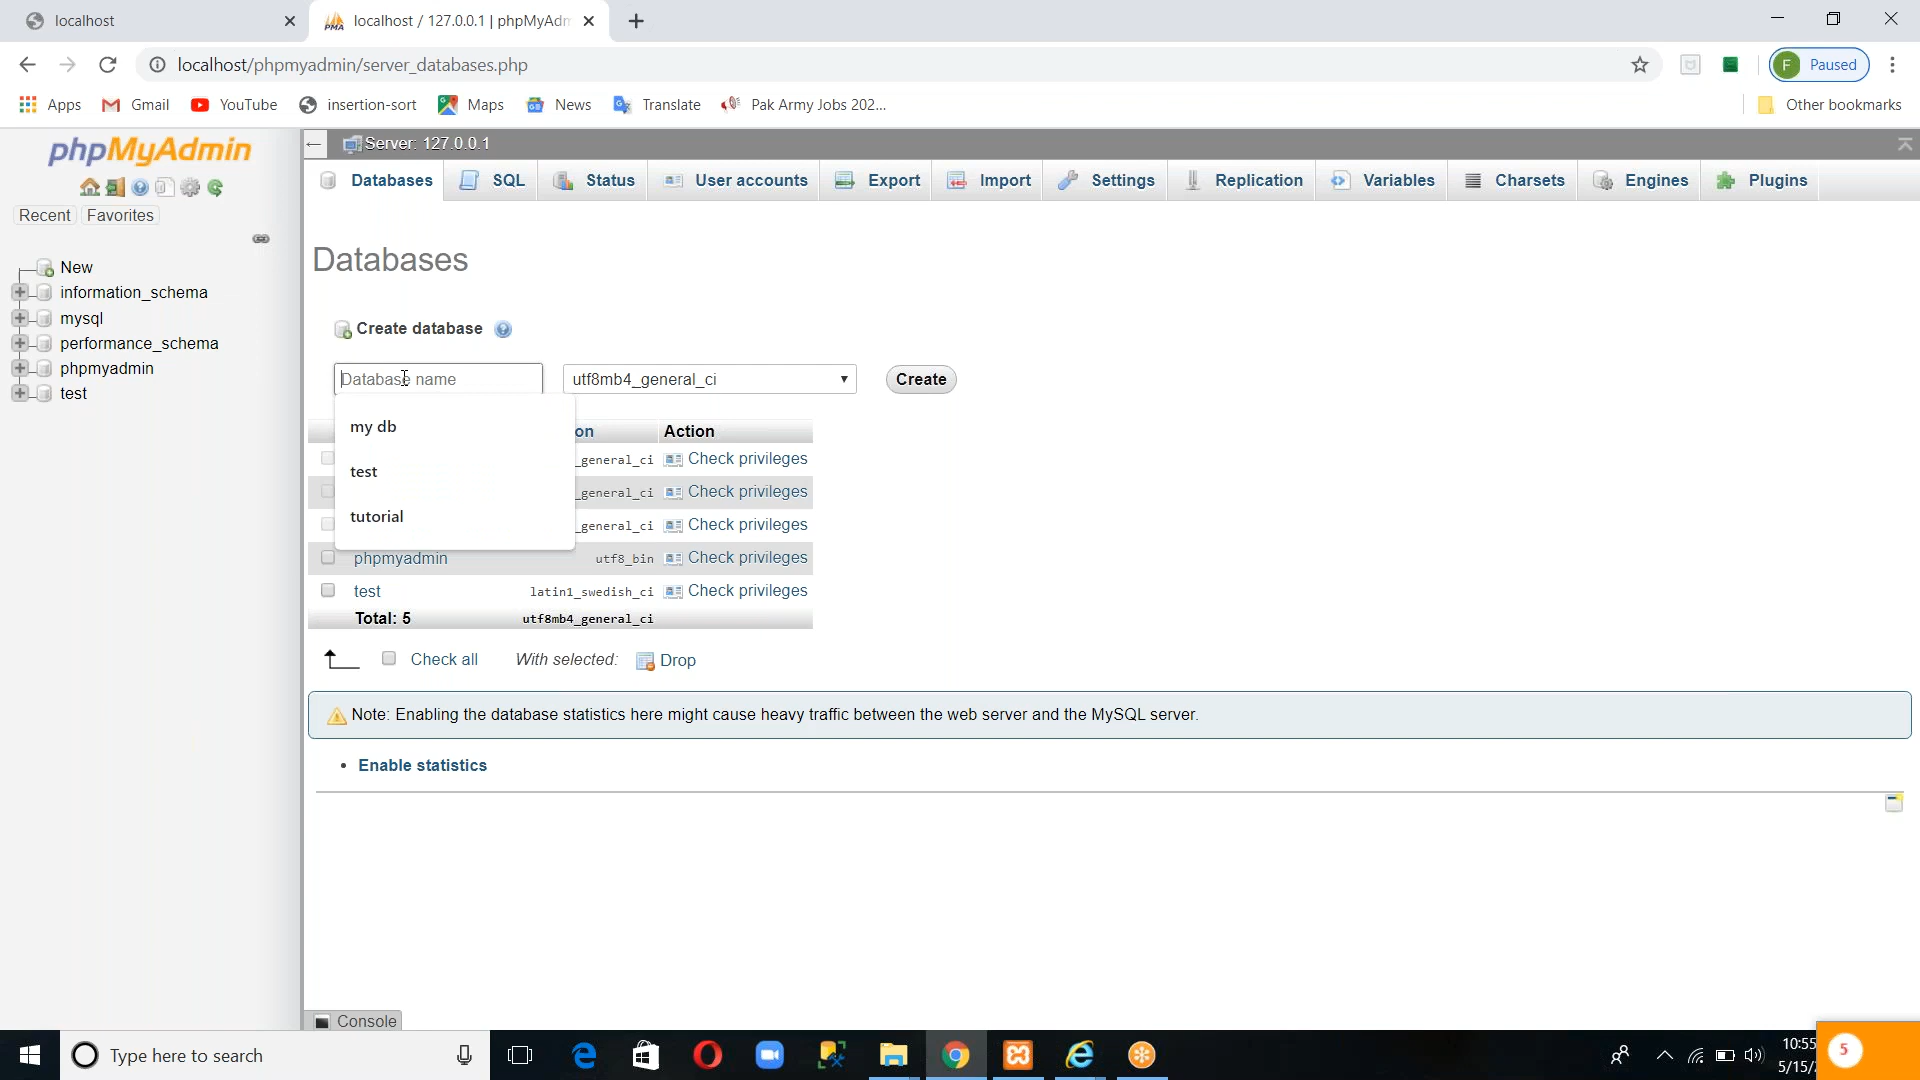 localhost
localhost / 127.0.0.1 | phpMyAdm
localhost/phpmyadmin/server_databases.php
F Paused
Apps Gmail YouTube insertion-sort Maps News Translate Pak Army Jobs 202... Other bookmarks
phpMyAdmin
Recent Favorites
New
information_schema
mysql
performance_schema
phpmyadmin
test
Server: 127.0.0.1
Databases SQL Status User accounts Export Import Settings Replication Variables Charsets Engines Plugins
Databases
Create database
Database name utf8mb4_general_ci Create
my db
test
tutorial
on Action
_general_ci Check privileges
_general_ci Check privileges
_general_ci Check privileges
phpmyadmin utf8_bin Check privileges
test latin1_swedish_ci Check privileges
Total: 5 utf8mb4_general_ci
Check all With selected: Drop
Note: Enabling the database statistics here might cause heavy traffic between the web server and the MySQL server.
• Enable statistics
Console
Type here to search
10:55
5/15/
5